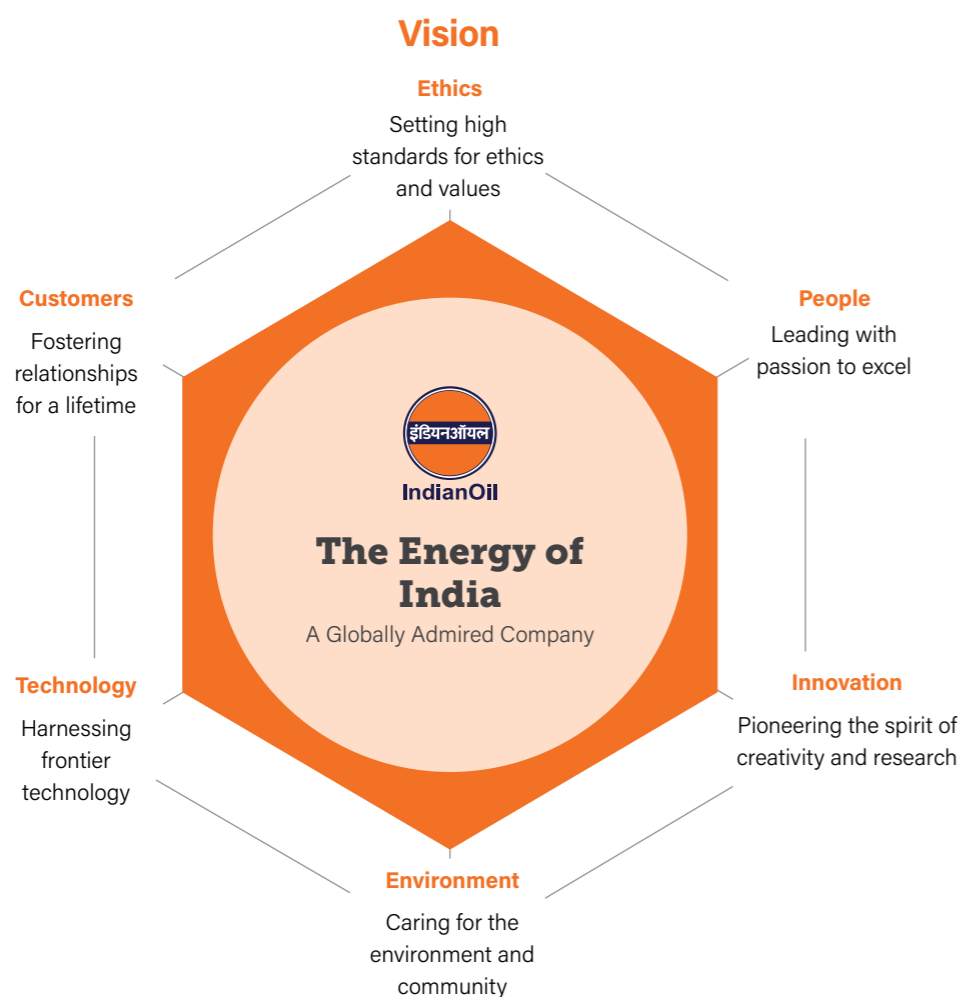 Vision
Ethics
Setting high
standards for ethics
and values
Customers
Fostering
relationships
for a lifetime
People
Leading with
passion to excel
इंडियनऑयल
IndianOil
The Energy of
India
A Globally Admired Company
Technology
Harnessing
frontier
technology
Innovation
Pioneering the spirit of
creativity and research
Environment
Caring for the
environment and
community